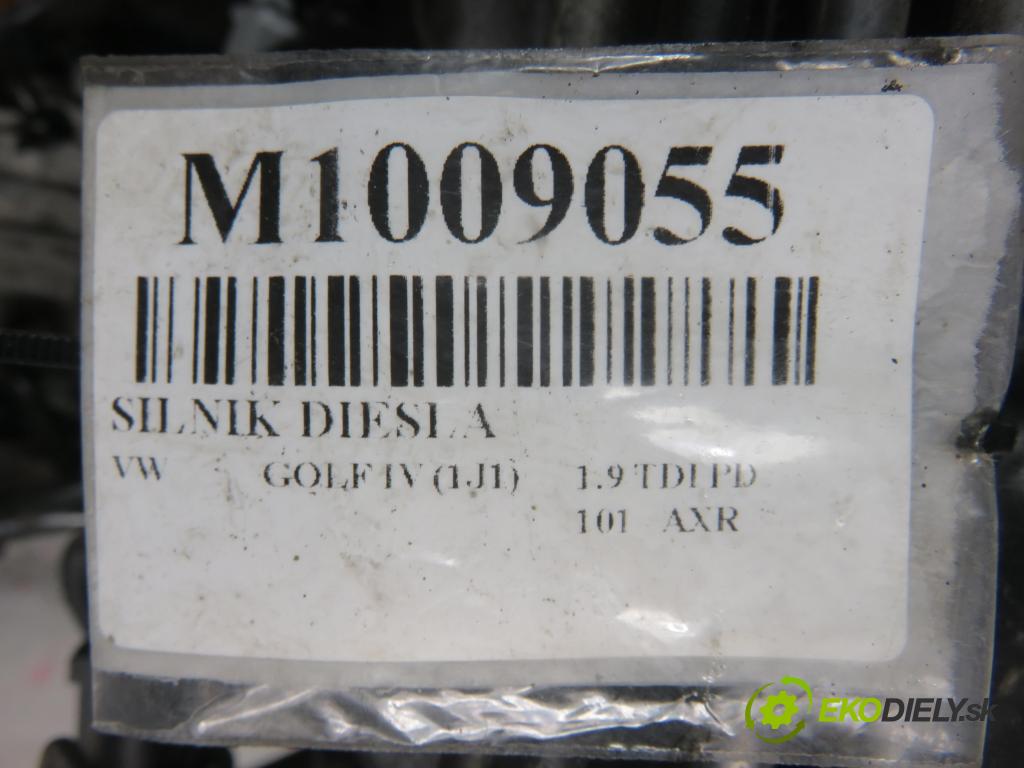 M1009055
SILNIK DIESLA
VW GOLF IV (1J1) 1.9 TDI PD
101 AXR
EKODIELY.sk